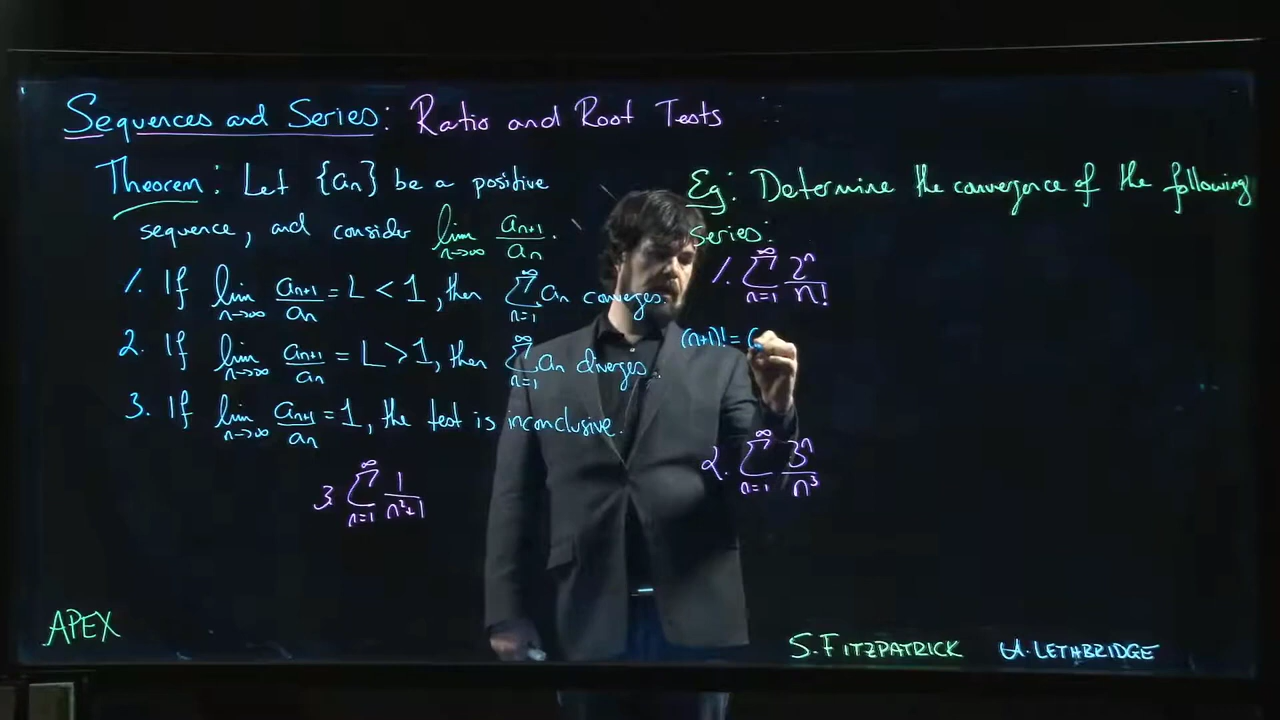 Sequences and Series: Ratio and Root Tests
Theorem: Let {aₙ} be a positive
sequence, and consider lim n→∞ aₙ₊₁/aₙ.
1. If lim n→∞ aₙ₊₁/aₙ = L < 1, then ∑ n=1 ∞ aₙ converges.
2. If lim n→∞ aₙ₊₁/aₙ = L > 1, then ∑ n=1 ∞ aₙ diverges.
3. If lim n→∞ aₙ₊₁/aₙ = 1, the test is inconclusive.
3. ∑ n=1 ∞ 1/(n²+1)
Eg: Determine the convergence of the following
series:
1. ∑ n=1 ∞ 2ⁿ/n!
(n+1)! = (
2. ∑ n=1 ∞ 3ⁿ/n³
APEX
S. FITZPATRICK U. LETHBRIDGE